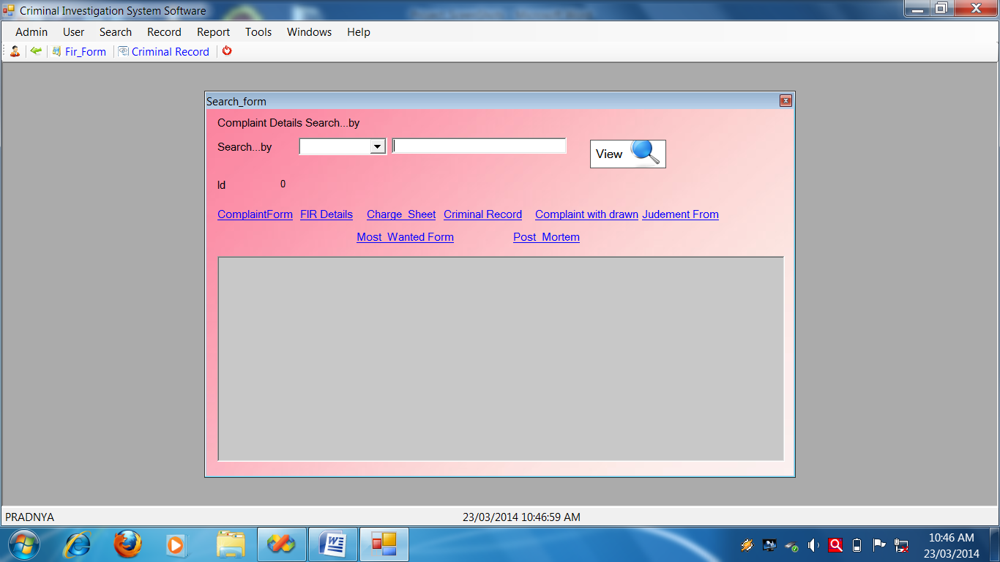 Criminal Investigation System Software
Admin User Search Record Report Tools Windows Help
Fir_Form Criminal Record
Search_form
Complaint Details Search...by
Search...by
View
Id 0
ComplaintForm FIR Details Charge_Sheet Criminal Record Complaint with drawn Judement From
Most_Wanted Form Post_Mortem
PRADNYA 23/03/2014 10:46:59 AM
10:46 AM
23/03/2014